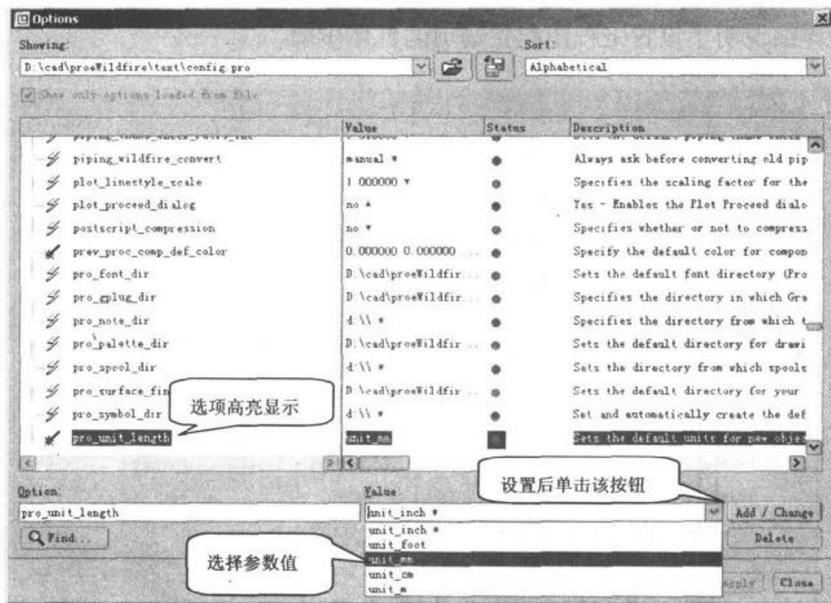 Options
Showing:
Sort:
D:\cad\proeWildfire\text\config.pro
Alphabetical
Show only options loaded from file
Value Status Description
piping_wildfire_convert manual * Always ask before converting old pip
plot_linestyle_scale 1.000000 * Specifies the scaling factor for the
plot_proceed_dialog no * Yes - Enables the Plot Proceed dialo
postscript_compression no * Specifies whether or not to compress
prev_proc_comp_def_color 0.000000 0.000000 ... Specify the default color for compon
pro_font_dir D:\cad\proeWildfir... Sets the default font directory (Pro
pro_gplug_dir D:\cad\proeWildfir... Specifies the directory in which Gra
pro_note_dir d:\\ * Specifies the directory from which t
pro_palette_dir D:\cad\proeWildfir... Sets the default directory for drawi
pro_spool_dir d:\\ * Sets the directory from which spools
pro_surface_fin D:\cad\proeWildfir... Sets the default directory for your
选项高亮显示
pro_symbol_dir d:\\ * Set and automatically create the def
pro_unit_length unit_mm Sets the default units for new objec
设置后单击该按钮
Option:
Value
pro_unit_length
unit_inch *
Add / Change
Find...
unit_inch *
Delete
unit_foot
选择参数值
unit_mm
unit_cm
unit_m
Apply
Close